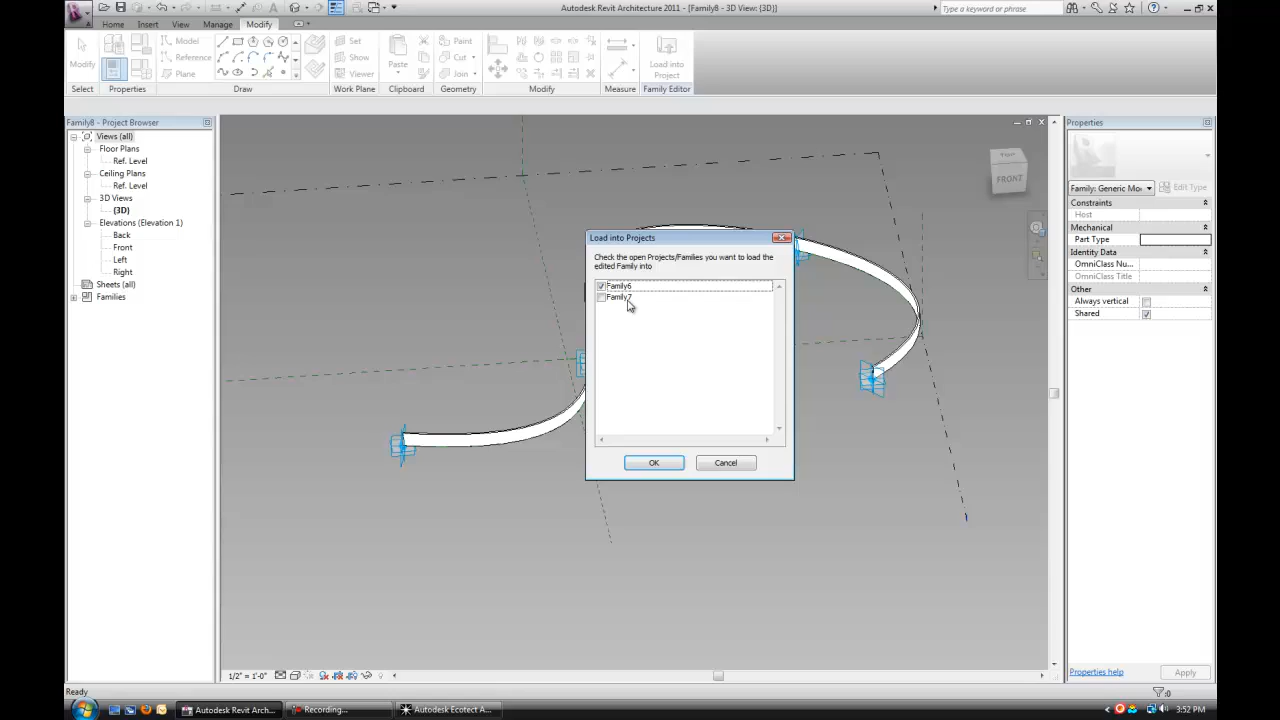 Autodesk Revit Architecture 2011 - [Family8 - 3D View: {3D}]
Type a keyword or phrase
Home Insert View Manage Modify
Modify
Model
Reference
Plane
Set
Show
Viewer
Paste
Paint
Cut
Join
Load into
Project
Select Properties Draw Work Plane Clipboard Geometry Modify Measure Family Editor
Family8 - Project Browser
Views (all)
Floor Plans
Ref. Level
Ceiling Plans
Ref. Level
3D Views
{3D}
Elevations (Elevation 1)
Back
Front
Left
Right
Sheets (all)
Families
FRONT
Load into Projects
Check the open Projects/Families you want to load the
edited Family into
Family6
Family7
OK Cancel
Properties
Family: Generic Mo
Edit Type
Constraints
Host
Mechanical
Part Type
Identity Data
OmniClass Nu...
OmniClass Title
Other
Always vertical
Shared
Properties help
Apply
1/2" = 1'-0"
Ready
:0
Autodesk Revit Arch...
Recording...
Autodesk Ecotect A...
3:52 PM